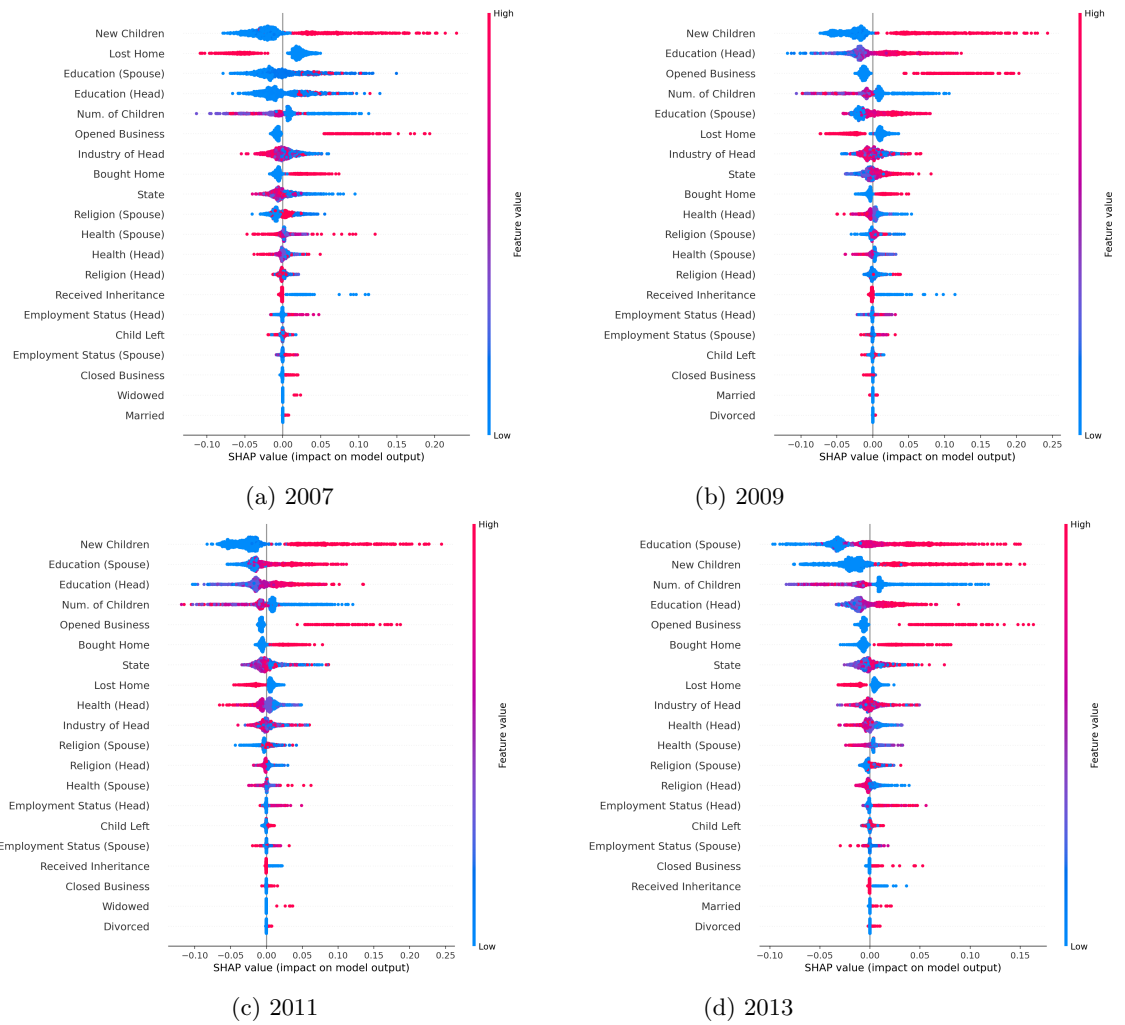 New Children
Lost Home
Education (Spouse)
Education (Head)
Num. of Children
Opened Business
Industry of Head
Bought Home
State
Religion (Spouse)
Health (Spouse)
Health (Head)
Religion (Head)
Received Inheritance
Employment Status (Head)
Child Left
Employment Status (Spouse)
Closed Business
Widowed
Married
−0.10 −0.05 0.00 0.05 0.10 0.15 0.20
SHAP value (impact on model output)
High
Feature value
Low
(a) 2007
New Children
Education (Head)
Opened Business
Num. of Children
Education (Spouse)
Lost Home
Industry of Head
State
Bought Home
Health (Head)
Religion (Spouse)
Health (Spouse)
Religion (Head)
Received Inheritance
Employment Status (Head)
Employment Status (Spouse)
Child Left
Closed Business
Married
Divorced
−0.10 −0.05 0.00 0.05 0.10 0.15 0.20 0.25
SHAP value (impact on model output)
High
Feature value
Low
(b) 2009
New Children
Education (Spouse)
Education (Head)
Num. of Children
Opened Business
Bought Home
State
Lost Home
Health (Head)
Industry of Head
Religion (Spouse)
Religion (Head)
Health (Spouse)
Employment Status (Head)
Child Left
Employment Status (Spouse)
Received Inheritance
Closed Business
Widowed
Divorced
−0.10 −0.05 0.00 0.05 0.10 0.15 0.20 0.25
SHAP value (impact on model output)
High
Feature value
Low
(c) 2011
Education (Spouse)
New Children
Num. of Children
Education (Head)
Opened Business
Bought Home
State
Lost Home
Industry of Head
Health (Head)
Health (Spouse)
Religion (Spouse)
Religion (Head)
Employment Status (Head)
Child Left
Employment Status (Spouse)
Closed Business
Received Inheritance
Married
Divorced
−0.10 −0.05 0.00 0.05 0.10 0.15
SHAP value (impact on model output)
High
Feature value
Low
(d) 2013